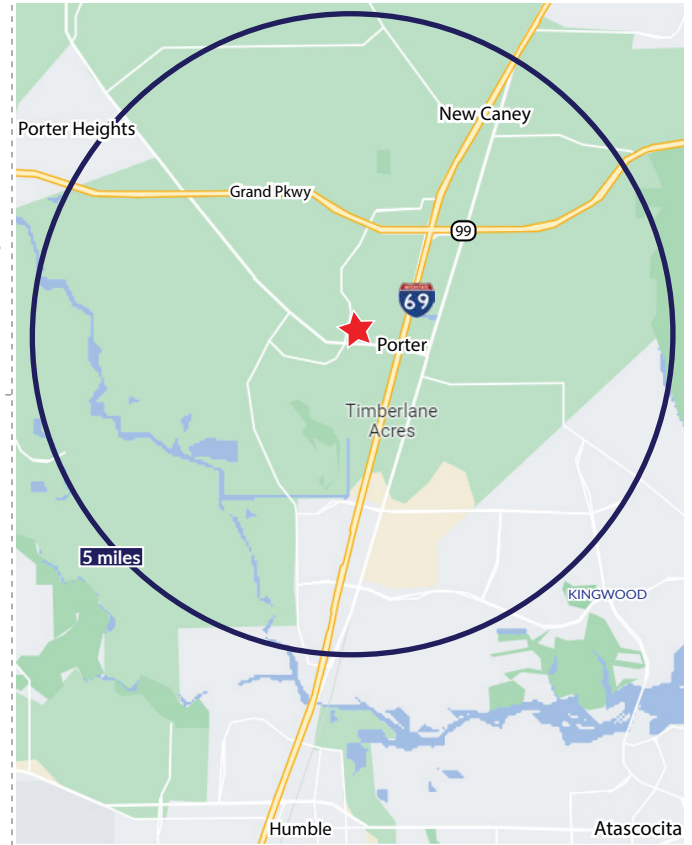 New Caney
Porter Heights
Grand Pkwy
99
69
Porter
Timberlane
Acres
5 miles
KINGWOOD
Humble
Atascocita